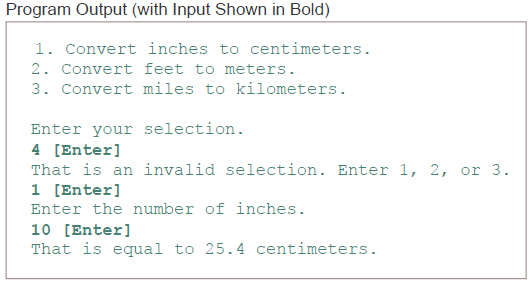 Program Output (with Input Shown in Bold)
1. Convert inches to centimeters.
2. Convert feet to meters.
3. Convert miles to kilometers.
Enter your selection.
4 [Enter]
That is an invalid selection. Enter 1, 2, or 3.
1 [Enter]
Enter the number of inches.
10 [Enter]
That is equal to 25.4 centimeters.